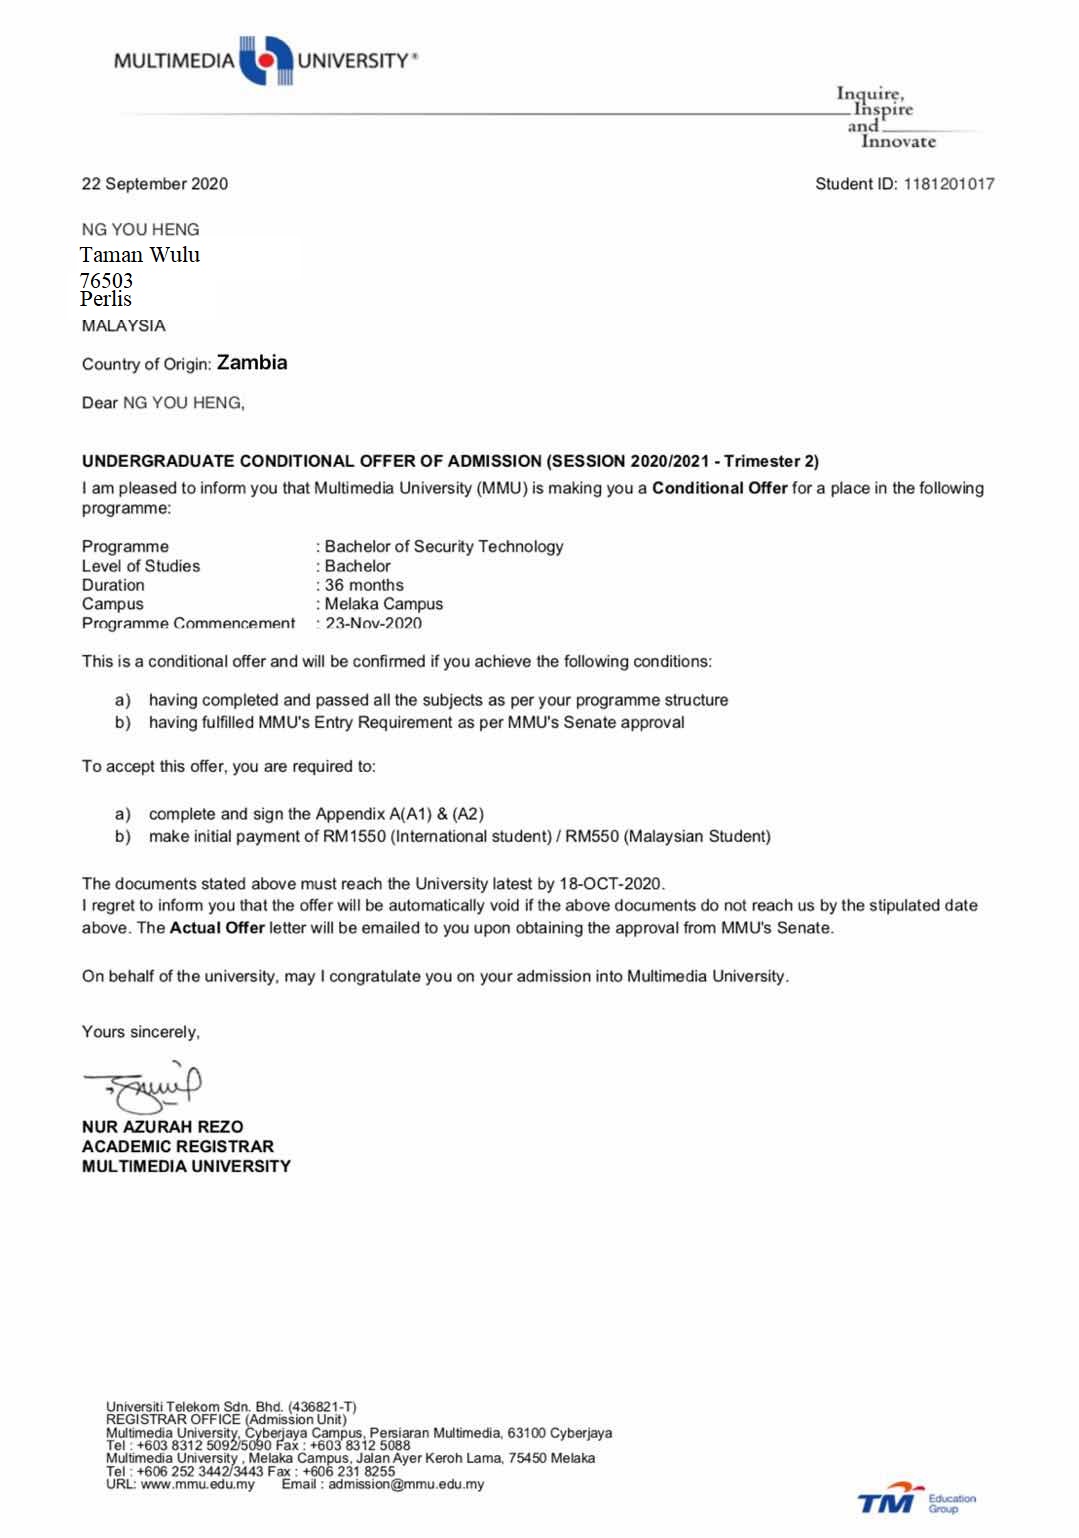 MULTIMEDIA UNIVERSITY®
Inquire,
Inspire
and
Innovate
22 September 2020 Student ID: 1181201017
NG YOU HENG
Taman Wulu
76503
Perlis
MALAYSIA
Country of Origin: Zambia
Dear NG YOU HENG,
UNDERGRADUATE CONDITIONAL OFFER OF ADMISSION (SESSION 2020/2021 - Trimester 2)
I am pleased to inform you that Multimedia University (MMU) is making you a Conditional Offer for a place in the following
programme:
Programme : Bachelor of Security Technology
Level of Studies : Bachelor
Duration : 36 months
Campus : Melaka Campus
Programme Commencement : 23-Nov-2020
This is a conditional offer and will be confirmed if you achieve the following conditions:
a) having completed and passed all the subjects as per your programme structure
b) having fulfilled MMU's Entry Requirement as per MMU's Senate approval
To accept this offer, you are required to:
a) complete and sign the Appendix A(A1) & (A2)
b) make initial payment of RM1550 (International student) / RM550 (Malaysian Student)
The documents stated above must reach the University latest by 18-OCT-2020.
I regret to inform you that the offer will be automatically void if the above documents do not reach us by the stipulated date
above. The Actual Offer letter will be emailed to you upon obtaining the approval from MMU's Senate.
On behalf of the university, may I congratulate you on your admission into Multimedia University.
Yours sincerely,
NUR AZURAH REZO
ACADEMIC REGISTRAR
MULTIMEDIA UNIVERSITY
Universiti Telekom Sdn. Bhd. (436821-T)
REGISTRAR OFFICE (Admission Unit)
Multimedia University, Cyberjaya Campus, Persiaran Multimedia, 63100 Cyberjaya
Tel : +603 8312 5092/5090 Fax : +603 8312 5088
Multimedia University , Melaka Campus, Jalan Ayer Keroh Lama, 75450 Melaka
Tel : +606 252 3442/3443 Fax : +606 231 8255
URL: www.mmu.edu.my Email : admission@mmu.edu.my
TM Education
Group